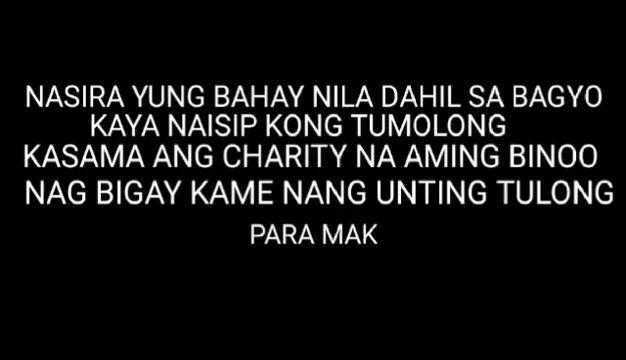 NASIRA YUNG BAHAY NILA DAHIL SA BAGYO
KAYA NAISIP KONG TUMOLONG
KASAMA ANG CHARITY NA AMING BINOO
NAG BIGAY KAME NANG UNTING TULONG
PARA MAK